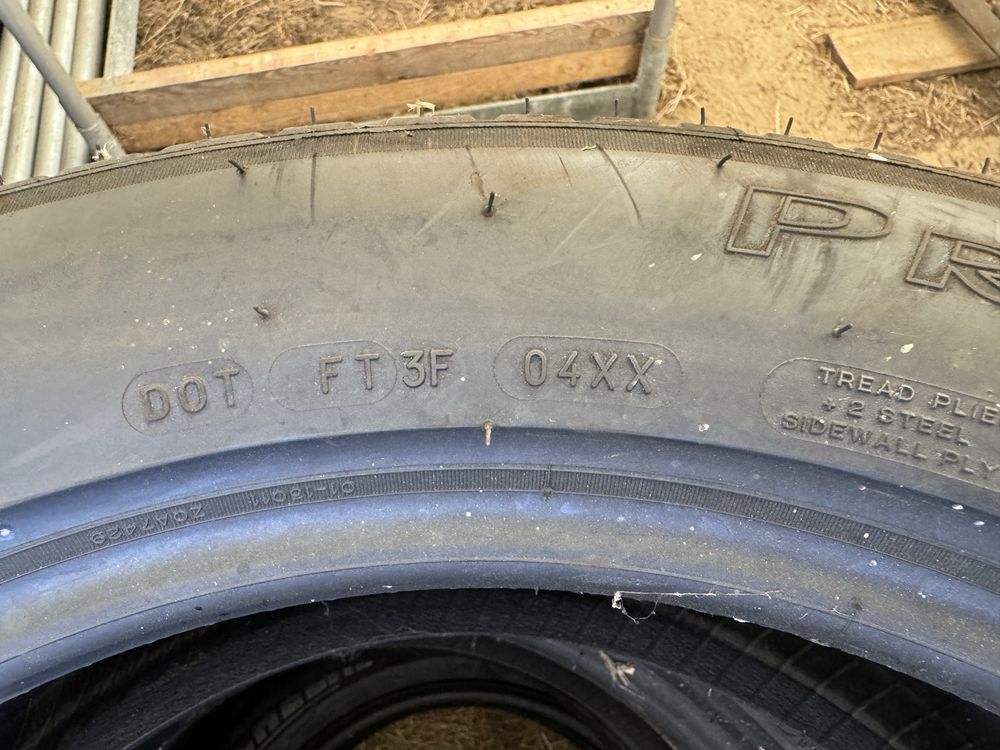 PR
DOT FT 3F 04XX
TREAD PLIE
+ 2 STEEL
SIDEWALL PLY